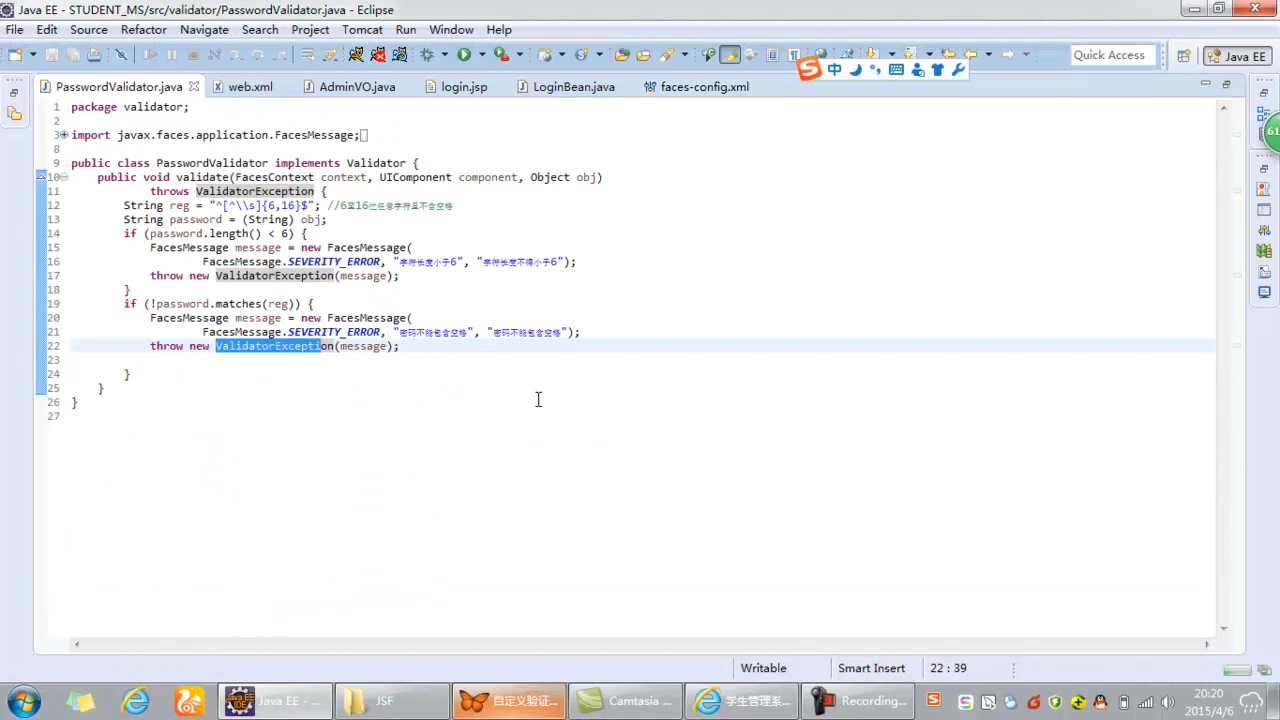 Java EE - STUDENT_MS/src/validator/PasswordValidator.java - Eclipse
File Edit Source Refactor Navigate Search Project Tomcat Run Window Help
Quick Access
Java EE
中
PasswordValidator.java web.xml AdminVO.java login.jsp LoginBean.java faces-config.xml
61
1 package validator;
2
3 import javax.faces.application.FacesMessage;
8
9 public class PasswordValidator implements Validator {
10 public void validate(FacesContext context, UIComponent component, Object obj)
11 throws ValidatorException {
12 String reg = "^[^\\s]{6,16}$"; //6至16位任意字符且不含空格
13 String password = (String) obj;
14 if (password.length() < 6) {
15 FacesMessage message = new FacesMessage(
16 FacesMessage.SEVERITY_ERROR, "字符长度小于6", "字符长度不得小于6");
17 throw new ValidatorException(message);
18 }
19 if (!password.matches(reg)) {
20 FacesMessage message = new FacesMessage(
21 FacesMessage.SEVERITY_ERROR, "密码不能包含空格", "密码不能包含空格");
22 throw new ValidatorException(message);
23
24 }
25 }
26 }
27
Writable Smart Insert 22 : 39
Java EE - ... JSF 自定义验证... Camtasia ... 学生管理系... Recording...
20:20
2015/4/6